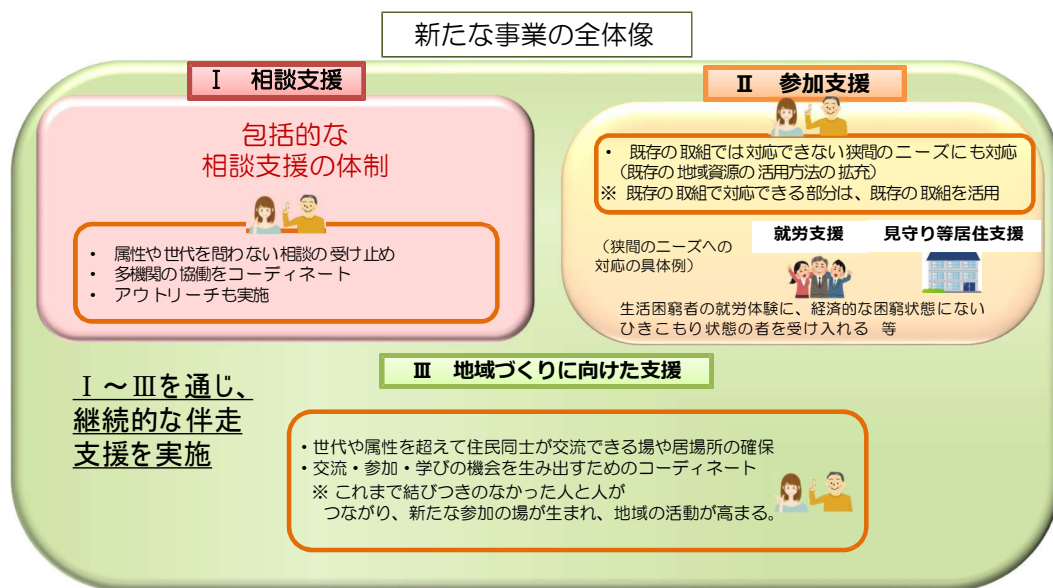 新たな事業の全体像
Ⅰ 相談支援
包括的な
相談支援の体制
・ 属性や世代を問わない相談の受け止め
・ 多機関の協働をコーディネート
・ アウトリーチも実施
Ⅱ 参加支援
・ 既存の取組では対応できない狭間のニーズにも対応
（既存の地域資源の活用方法の拡充）
※ 既存の取組で対応できる部分は、既存の取組を活用
（狭間のニーズへの
対応の具体例）
就労支援
見守り等居住支援
生活困窮者の就労体験に、経済的な困窮状態にない
ひきこもり状態の者を受け入れる 等
Ⅲ 地域づくりに向けた支援
Ⅰ～Ⅲを通じ、
継続的な伴走
支援を実施
・世代や属性を超えて住民同士が交流できる場や居場所の確保
・交流・参加・学びの機会を生み出すためのコーディネート
※ これまで結びつきのなかった人と人が
つながり、新たな参加の場が生まれ、地域の活動が高まる。